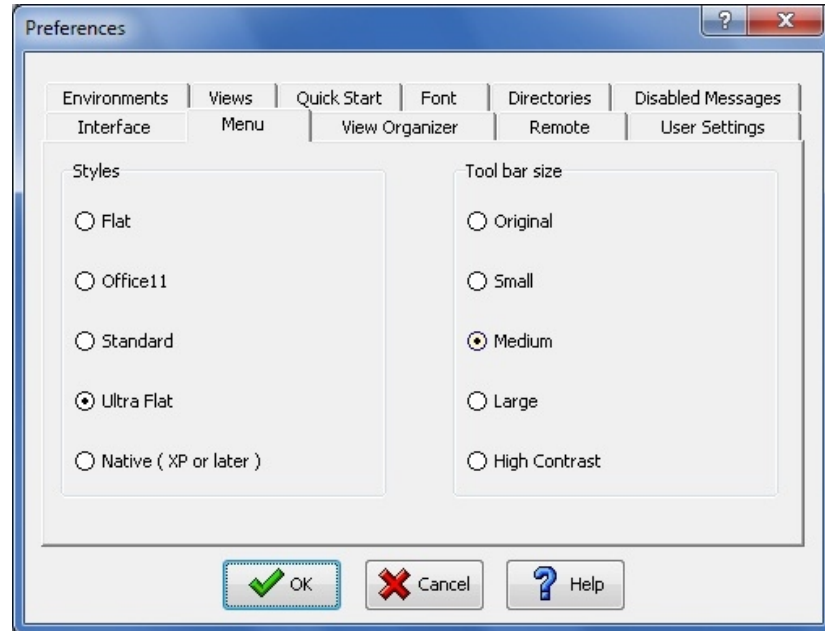 Preferences
Environments Views Quick Start Font Directories Disabled Messages
Interface Menu View Organizer Remote User Settings
Styles
Flat
Office11
Standard
Ultra Flat
Native ( XP or later )
Tool bar size
Original
Small
Medium
Large
High Contrast
OK Cancel Help